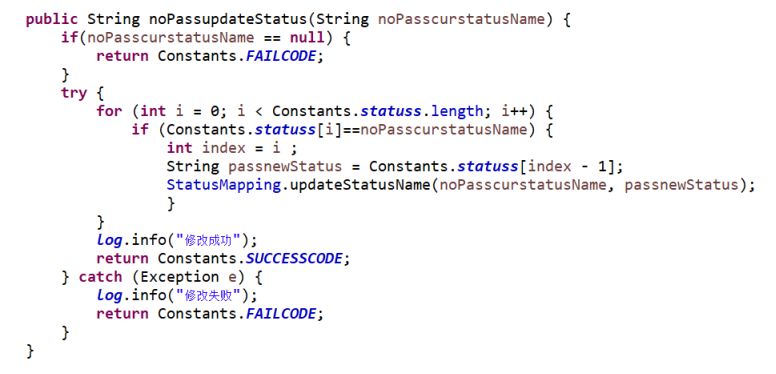 public String noPassupdateStatus(String noPasscurstatusName) {
if(noPasscurstatusName == null) {
return Constants.FAILCODE;
}
try {
for (int i = 0; i < Constants.statuss.length; i++) {
if (Constants.statuss[i]==noPasscurstatusName) {
int index = i ;
String passnewStatus = Constants.statuss[index - 1];
StatusMapping.updateStatusName(noPasscurstatusName, passnewStatus);
}
}
log.info("修改成功");
return Constants.SUCCESSCODE;
} catch (Exception e) {
log.info("修改失败");
return Constants.FAILCODE;
}
}